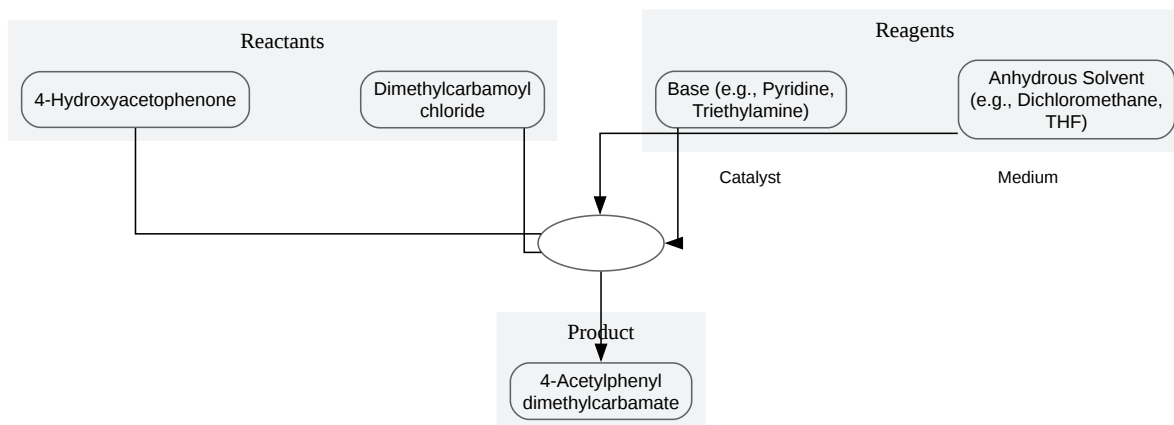 Reactants
Reagents
4-Hydroxyacetophenone
Dimethylcarbamoyl
chloride
Base (e.g., Pyridine,
Triethylamine)
Anhydrous Solvent
(e.g., Dichloromethane,
THF)
Catalyst
Medium
Product
4-Acetylphenyl
dimethylcarbamate